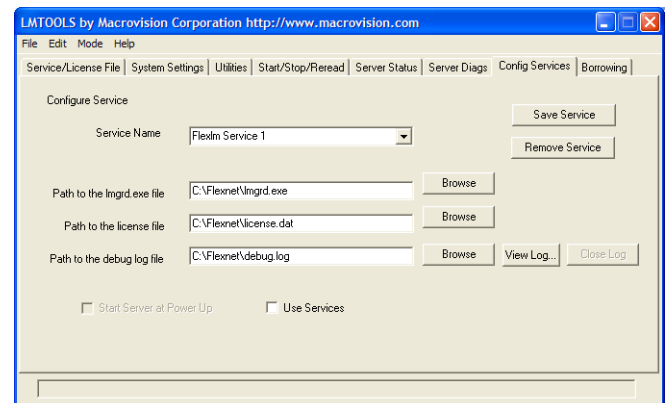 LMTOOLS by Macrovision Corporation http://www.macrovision.com
File Edit Mode Help
Service/License File System Settings Utilities Start/Stop/Reread Server Status Server Diags Config Services Borrowing
Configure Service
Save Service
Service Name Flexlm Service 1
Remove Service
Path to the lmgrd.exe file C:\Flexnet\lmgrd.exe Browse
Path to the license file C:\Flexnet\license.dat Browse
Path to the debug log file C:\Flexnet\debug.log Browse View Log... Close Log
Start Server at Power Up Use Services